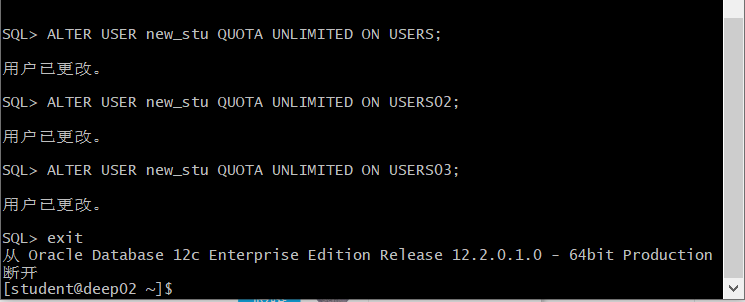 SQL> ALTER USER new_stu QUOTA UNLIMITED ON USERS;
用户已更改。
SQL> ALTER USER new_stu QUOTA UNLIMITED ON USERS02;
用户已更改。
SQL> ALTER USER new_stu QUOTA UNLIMITED ON USERS03;
用户已更改。
SQL> exit
从 Oracle Database 12c Enterprise Edition Release 12.2.0.1.0 - 64bit Production
断开
[student@deep02 ~]$